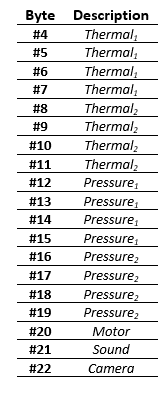 Byte Description
#4 Thermal₁
#5 Thermal₁
#6 Thermal₁
#7 Thermal₁
#8 Thermal₂
#9 Thermal₂
#10 Thermal₂
#11 Thermal₂
#12 Pressure₁
#13 Pressure₁
#14 Pressure₁
#15 Pressure₁
#16 Pressure₂
#17 Pressure₂
#18 Pressure₂
#19 Pressure₂
#20 Motor
#21 Sound
#22 Camera